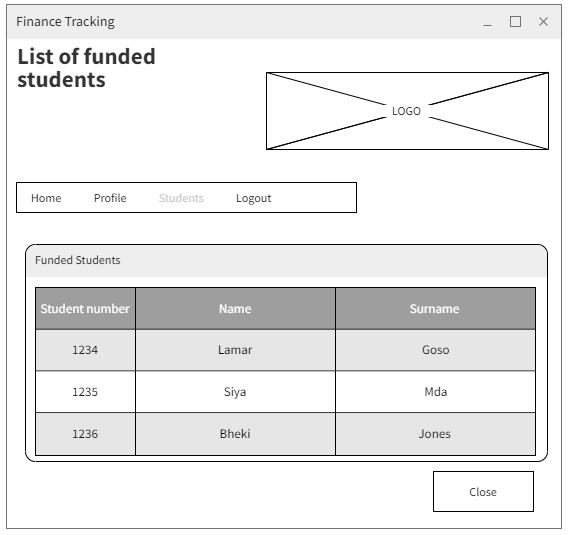 Finance Tracking
List of funded
students
LOGO
Home Profile Students Logout
Funded Students
Student number Name Surname
1234 Lamar Goso
1235 Siya Mda
1236 Bheki Jones
Close